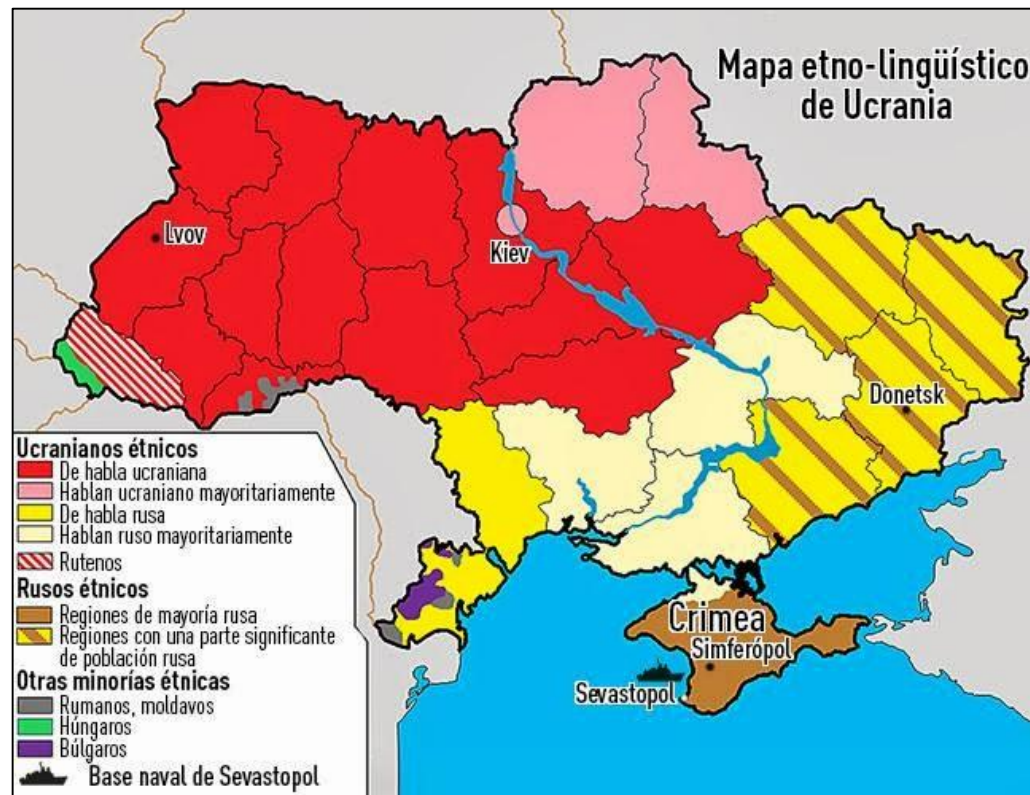 Mapa etno-lingüístico
de Ucrania
Lvov
Kiev
Donetsk
Crimea
Simferópol
Sevastopol
Ucranianos étnicos
De habla ucraniana
Hablan ucraniano mayoritariamente
De habla rusa
Hablan ruso mayoritariamente
Rutenos
Rusos étnicos
Regiones de mayoría rusa
Regiones con una parte significante
de población rusa
Otras minorías étnicas
Rumanos, moldavos
Húngaros
Búlgaros
Base naval de Sevastopol